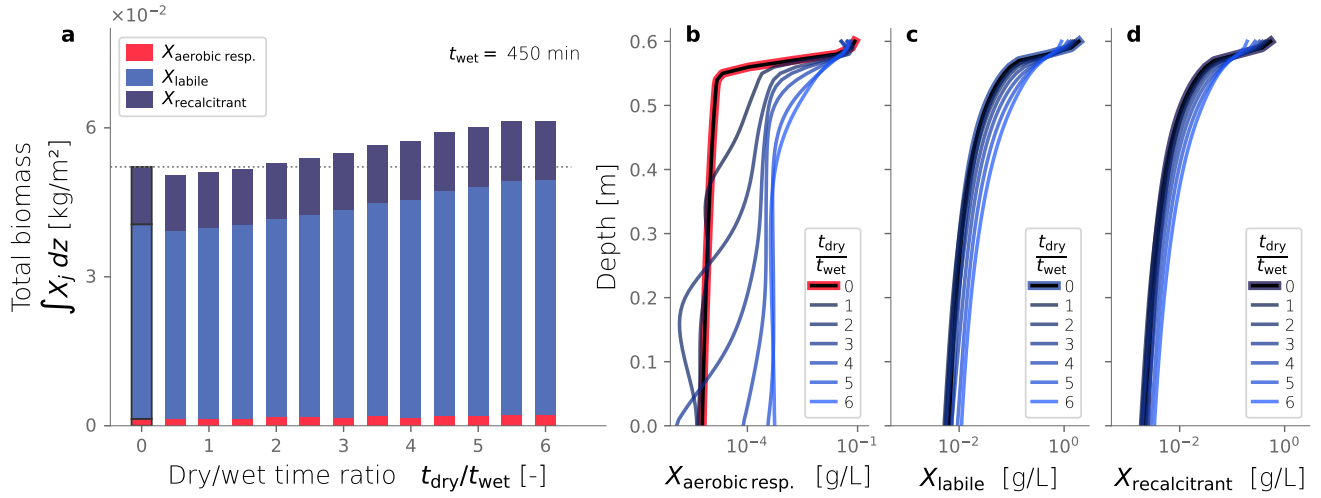 ×10⁻²
a
t_wet = 450 min
X_aerobic resp.
X_labile
X_recalcitrant
Total biomass
∫X_j dz [kg/m²]
6
3
0
0 1 2 3 4 5 6
Dry/wet time ratio t_dry/t_wet [-]
b
Depth [m]
0.6
0.5
0.4
0.3
0.2
0.1
0.0
t_dry
t_wet
0
1
2
3
4
5
6
10⁻⁴ 10⁻¹
X_aerobic resp. [g/L]
c
t_dry
t_wet
0
1
2
3
4
5
6
10⁻² 10⁰
X_labile [g/L]
d
t_dry
t_wet
0
1
2
3
4
5
6
10⁻² 10⁰
X_recalcitrant [g/L]